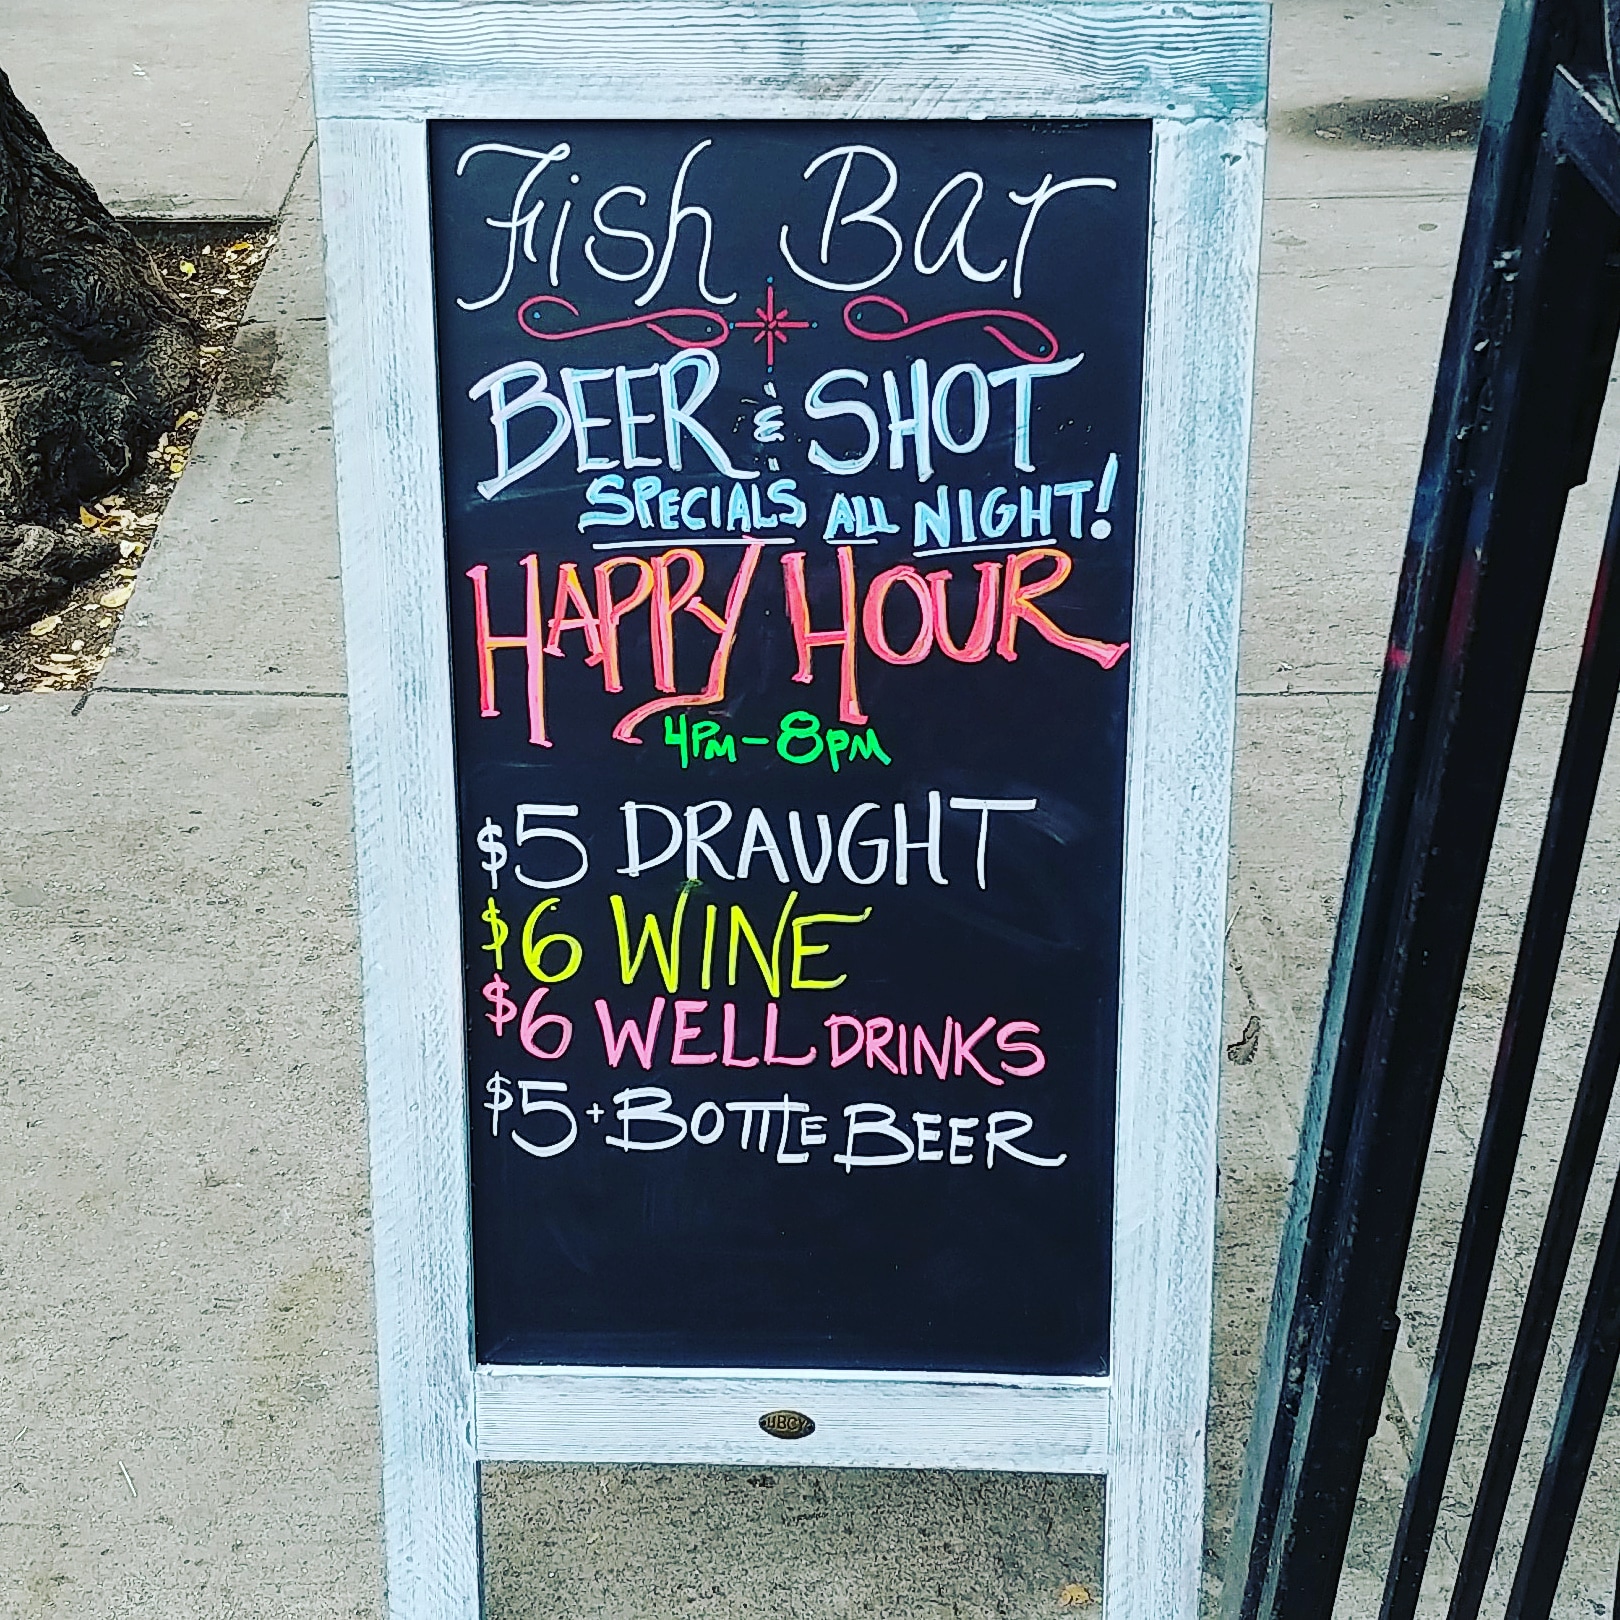 Fish Bar
BEER & SHOT
SPECIALS ALL NIGHT!
HAPPY HOUR
4PM-8PM
$5 DRAUGHT
$6 WINE
$6 WELL DRINKS
$5+BOTTLE BEER